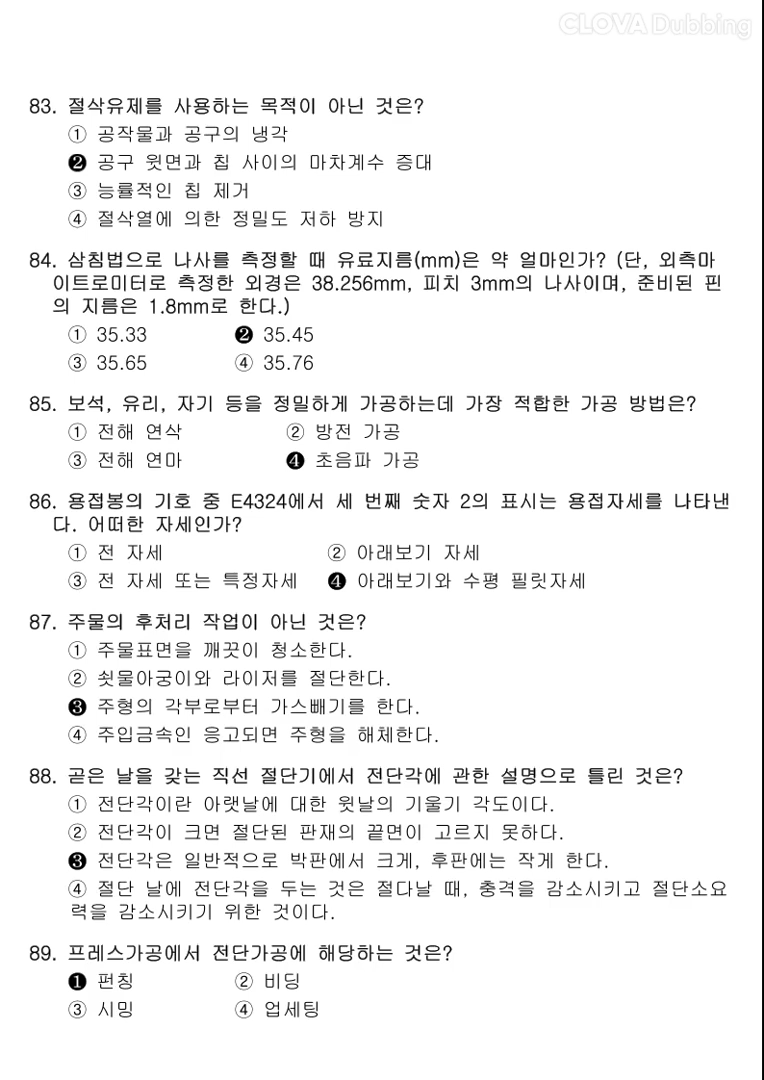 CLOVA Dubbing
83. 절삭유제를 사용하는 목적이 아닌 것은?
① 공작물과 공구의 냉각
❷ 공구 윗면과 칩 사이의 마차계수 증대
③ 능률적인 칩 제거
④ 절삭열에 의한 정밀도 저하 방지
84. 삼침법으로 나사를 측정할 때 유료지름(mm)은 약 얼마인가? (단, 외측마
이트로미터로 측정한 외경은 38.256mm, 피치 3mm의 나사이며, 준비된 핀
의 지름은 1.8mm로 한다.)
① 35.33 ❷ 35.45
③ 35.65 ④ 35.76
85. 보석, 유리, 자기 등을 정밀하게 가공하는데 가장 적합한 가공 방법은?
① 전해 연삭 ② 방전 가공
③ 전해 연마 ❹ 초음파 가공
86. 용접봉의 기호 중 E4324에서 세 번째 숫자 2의 표시는 용접자세를 나타낸
다. 어떠한 자세인가?
① 전 자세 ② 아래보기 자세
③ 전 자세 또는 특정자세 ❹ 아래보기와 수평 필릿자세
87. 주물의 후처리 작업이 아닌 것은?
① 주물표면을 깨끗이 청소한다.
② 쇳물아궁이와 라이저를 절단한다.
❸ 주형의 각부로부터 가스빼기를 한다.
④ 주입금속인 응고되면 주형을 해체한다.
88. 곧은 날을 갖는 직선 절단기에서 전단각에 관한 설명으로 틀린 것은?
① 전단각이란 아랫날에 대한 윗날의 기울기 각도이다.
② 전단각이 크면 절단된 판재의 끝면이 고르지 못하다.
❸ 전단각은 일반적으로 박판에서 크게, 후판에는 작게 한다.
④ 절단 날에 전단각을 두는 것은 절다날 때, 충격을 감소시키고 절단소요
력을 감소시키기 위한 것이다.
89. 프레스가공에서 전단가공에 해당하는 것은?
❶ 펀칭 ② 비딩
③ 시밍 ④ 업세팅